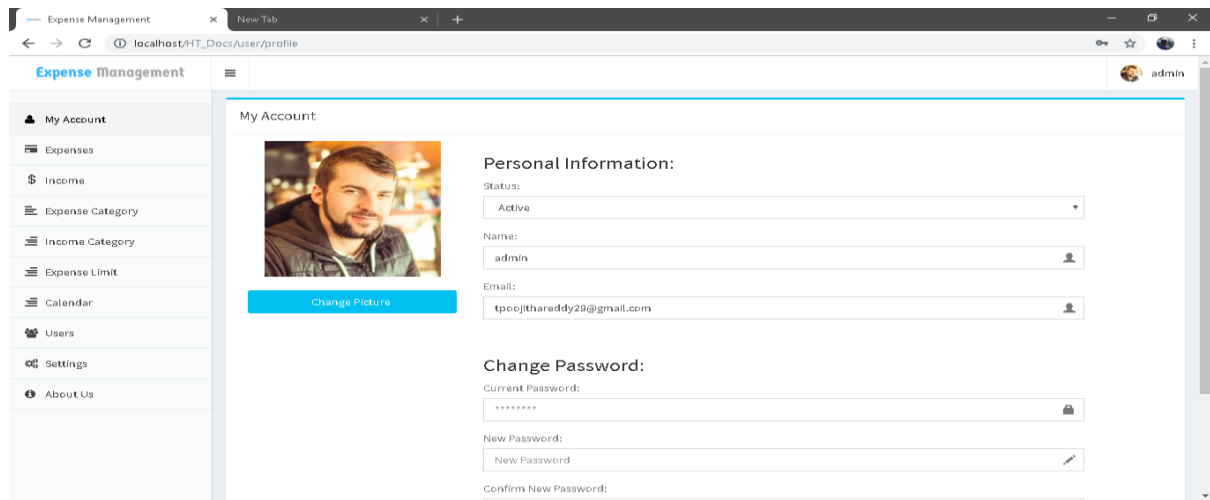 Expense Management
New Tab
localhost/HT_Docs/user/profile
Expense Management
admin
My Account
Expenses
$ Income
Expense Category
Income Category
Expense Limit
Calendar
Users
Settings
About Us
My Account
Change Picture
Personal Information:
Status:
Active
Name:
admin
Email:
tpoojithareddy29@gmail.com
Change Password:
Current Password:
********
New Password:
New Password
Confirm New Password: